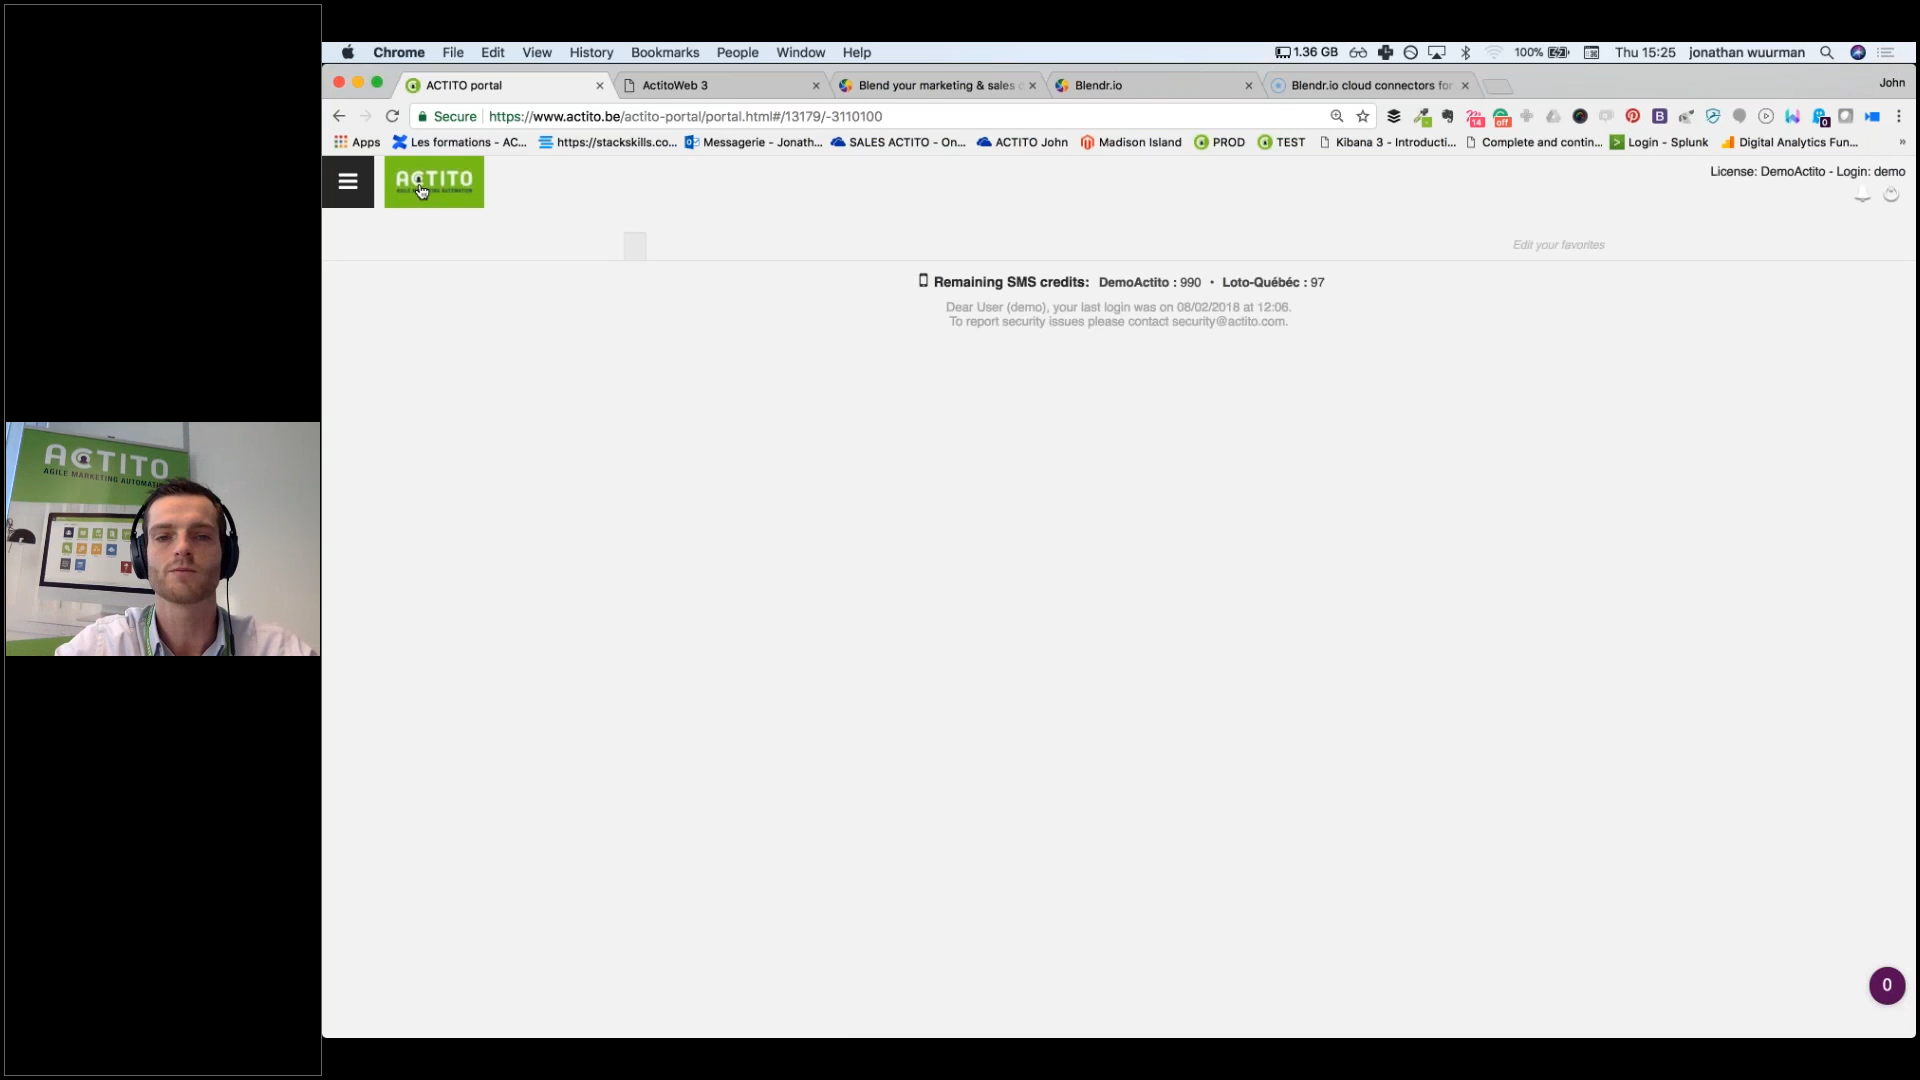 Chrome File Edit View History Bookmarks People Window Help
1.36 GB 100% Thu 15:25 jonathan wuurman
ACTITO portal ActitoWeb 3 Blend your marketing & sales Blendr.io Blendr.io cloud connectors for John
Secure https://www.actito.be/actito-portal/portal.html#/13179/-3110100
14 off B 0
Apps Les formations - AC... https://stackskills.co... Messagerie - Jonath... SALES ACTITO - On... ACTITO John Madison Island PROD TEST Kibana 3 - Introducti... Complete and contin... Login - Splunk Digital Analytics Fun... »
ACTITO
License: DemoActito - Login: demo
Edit your favorites
Remaining SMS credits: DemoActito : 990 • Loto-Québéc : 97
Dear User (demo), your last login was on 08/02/2018 at 12:06.
To report security issues please contact security@actito.com.
ACTITO
AGILE MARKETING AUTOMATI
0